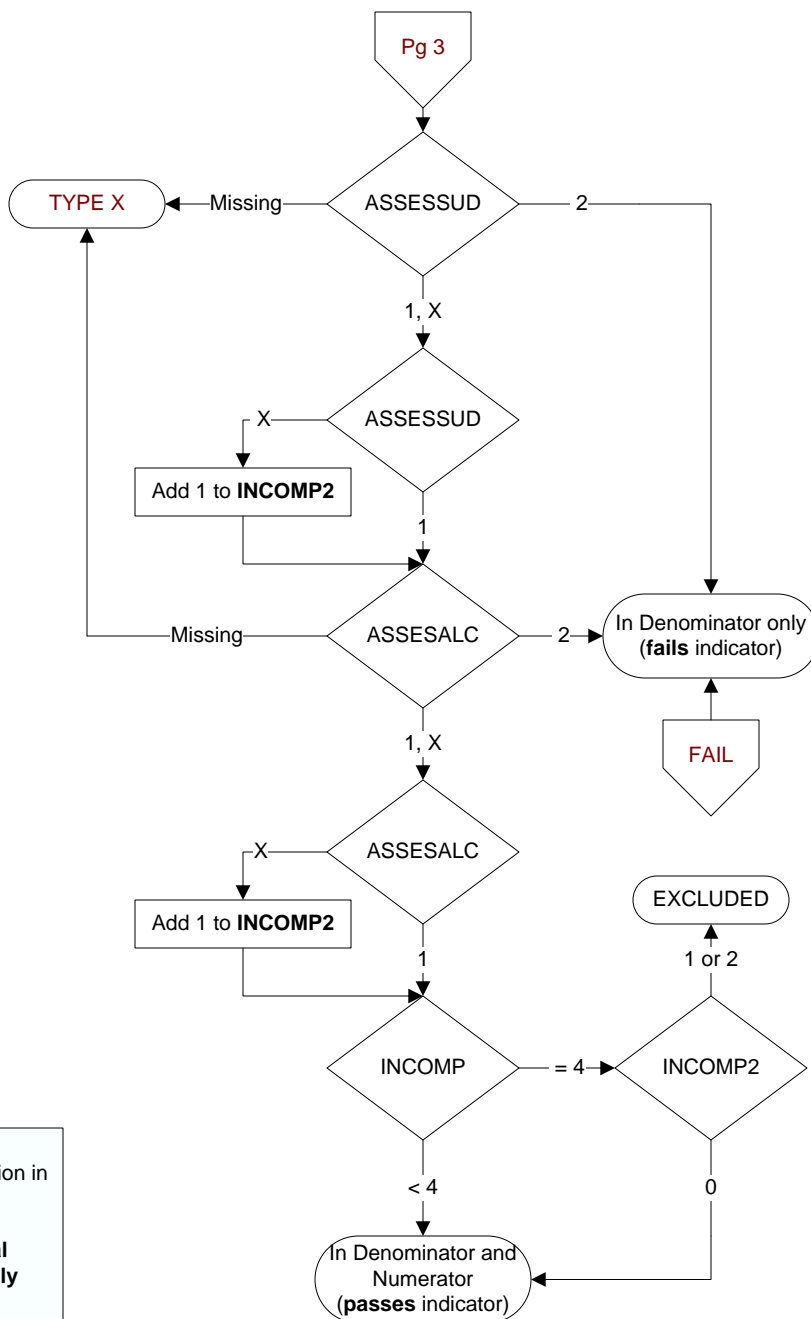 Pg 3
TYPE X
Missing
ASSESSUD
2
1, X
X
ASSESSUD
Add 1 to INCOMP2
1
Missing
ASSESALC
2
In Denominator only
(fails indicator)
1, X
FAIL
X
ASSESALC
EXCLUDED
Add 1 to INCOMP2
1
1 or 2
INCOMP
= 4
INCOMP2
< 4
0
In Denominator and
Numerator
(passes indicator)
in